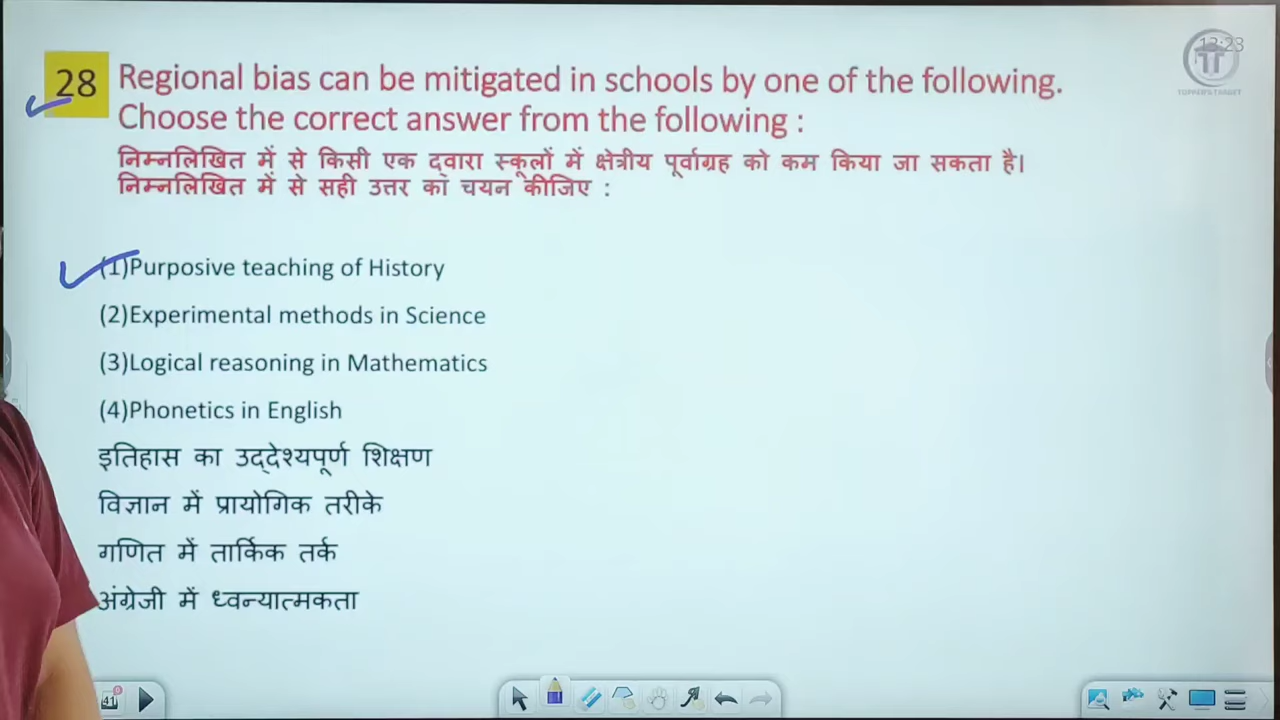 28
Regional bias can be mitigated in schools by one of the following.
Choose the correct answer from the following :
निम्नलिखित में से किसी एक द्वारा स्कूलों में क्षेत्रीय पूर्वाग्रह को कम किया जा सकता है।
निम्नलिखित में से सही उत्तर का चयन कीजिए :
(1)Purposive teaching of History
(2)Experimental methods in Science
(3)Logical reasoning in Mathematics
(4)Phonetics in English
इतिहास का उद्देश्यपूर्ण शिक्षण
विज्ञान में प्रायोगिक तरीके
गणित में तार्किक तर्क
अंग्रेजी में ध्वन्यात्मकता
13:23
41